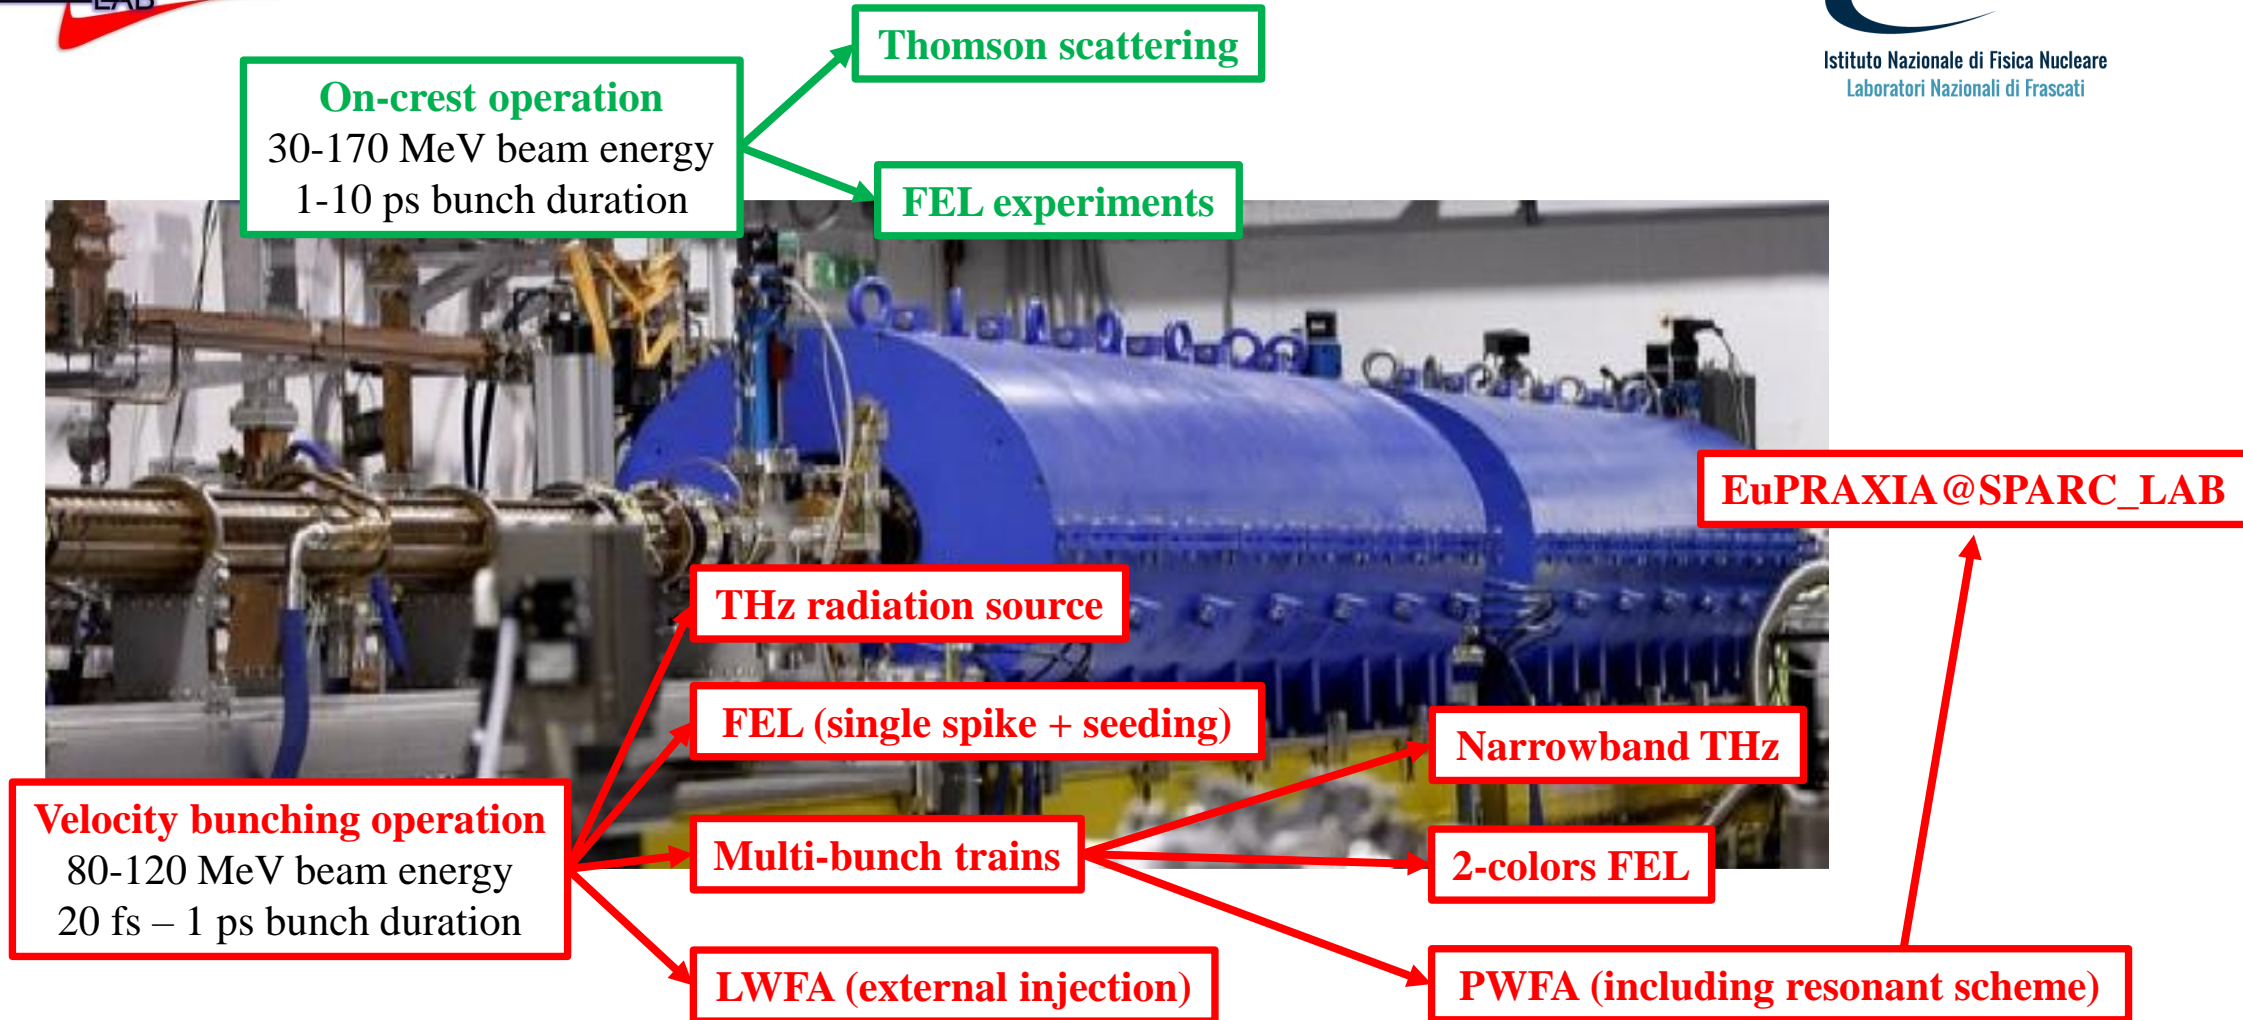 LAB
Thomson scattering
Istituto Nazionale di Fisica Nucleare
Laboratori Nazionali di Frascati
On-crest operation
30-170 MeV beam energy
1-10 ps bunch duration
FEL experiments
EuPRAXIA@SPARC_LAB
THz radiation source
FEL (single spike + seeding)
Narrowband THz
Velocity bunching operation
80-120 MeV beam energy
20 fs – 1 ps bunch duration
Multi-bunch trains
2-colors FEL
LWFA (external injection)
PWFA (including resonant scheme)